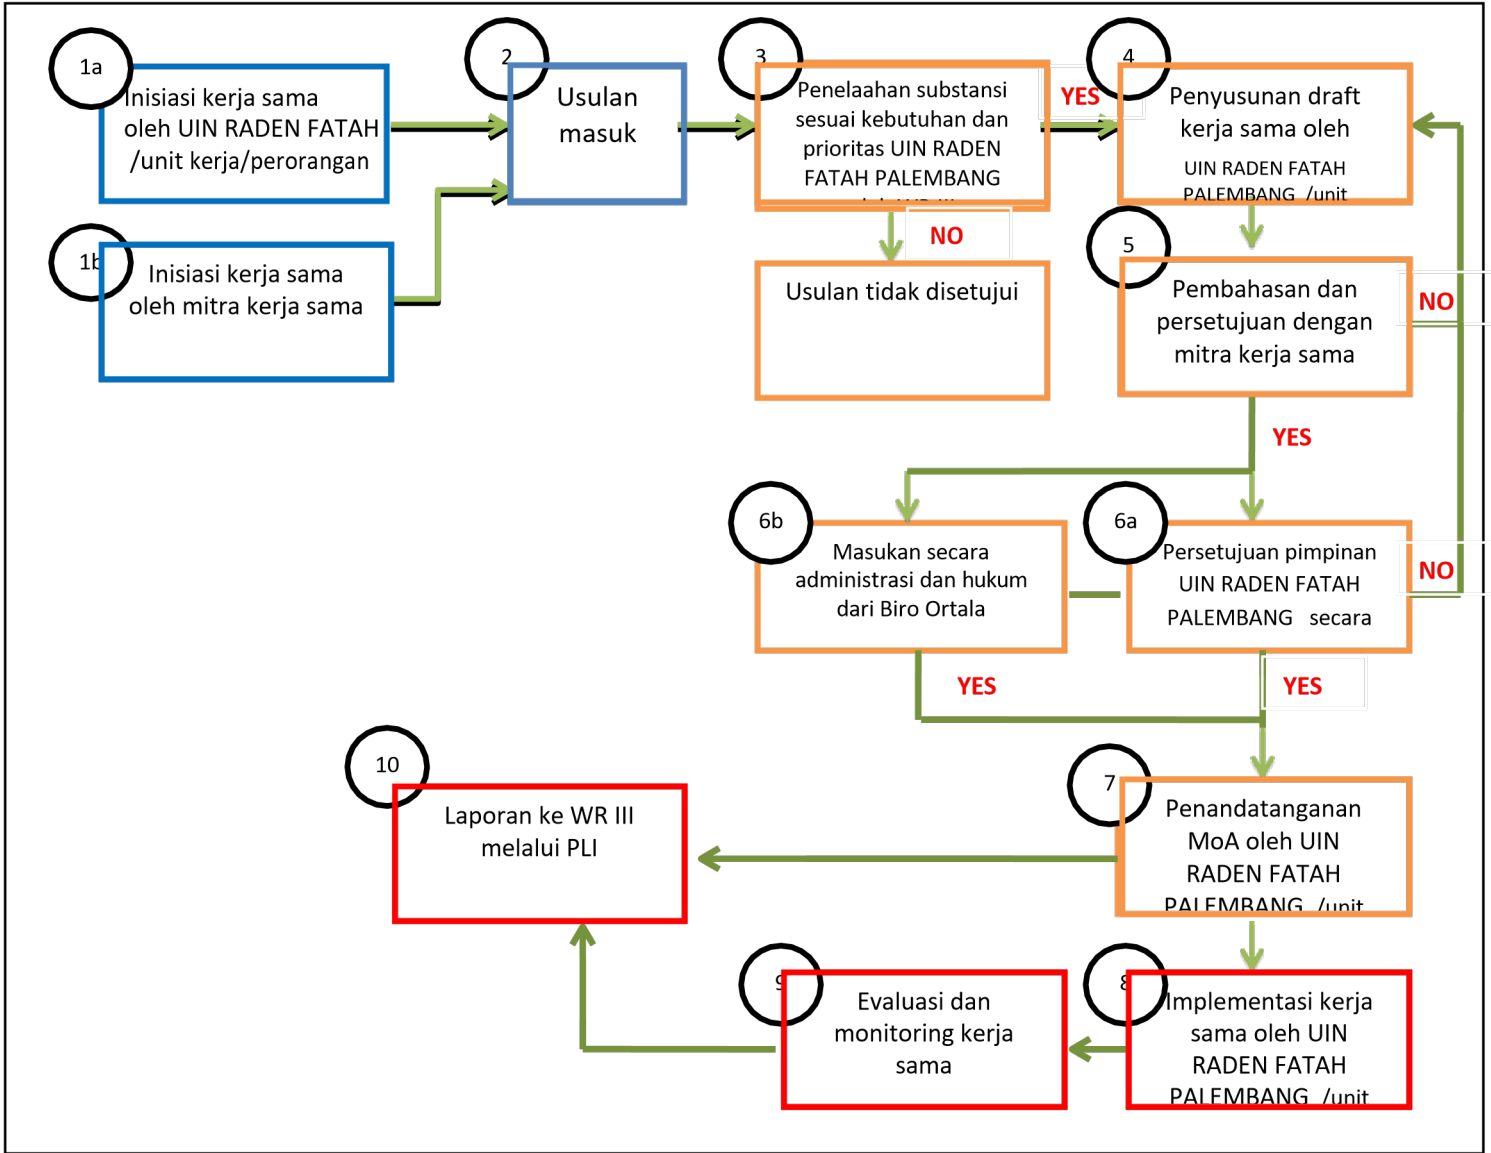 1a
Inisiasi kerja sama
oleh UIN RADEN FATAH
/unit kerja/perorangan
2
Usulan
masuk
3
Penelaahan substansi
sesuai kebutuhan dan
prioritas UIN RADEN
FATAH PALEMBANG
YES
4
Penyusunan draft
kerja sama oleh
UIN RADEN FATAH
PALEMBANG /unit
1b
Inisiasi kerja sama
oleh mitra kerja sama
NO
Usulan tidak disetujui
5
Pembahasan dan
persetujuan dengan
mitra kerja sama
NO
YES
6b
Masukan secara
administrasi dan hukum
dari Biro Ortala
6a
Persetujuan pimpinan
UIN RADEN FATAH
PALEMBANG secara
NO
YES
YES
10
Laporan ke WR III
melalui PLI
7
Penandatanganan
MoA oleh UIN
RADEN FATAH
PALEMBANG /unit
9
Evaluasi dan
monitoring kerja
sama
8
Implementasi kerja
sama oleh UIN
RADEN FATAH
PALEMBANG /unit